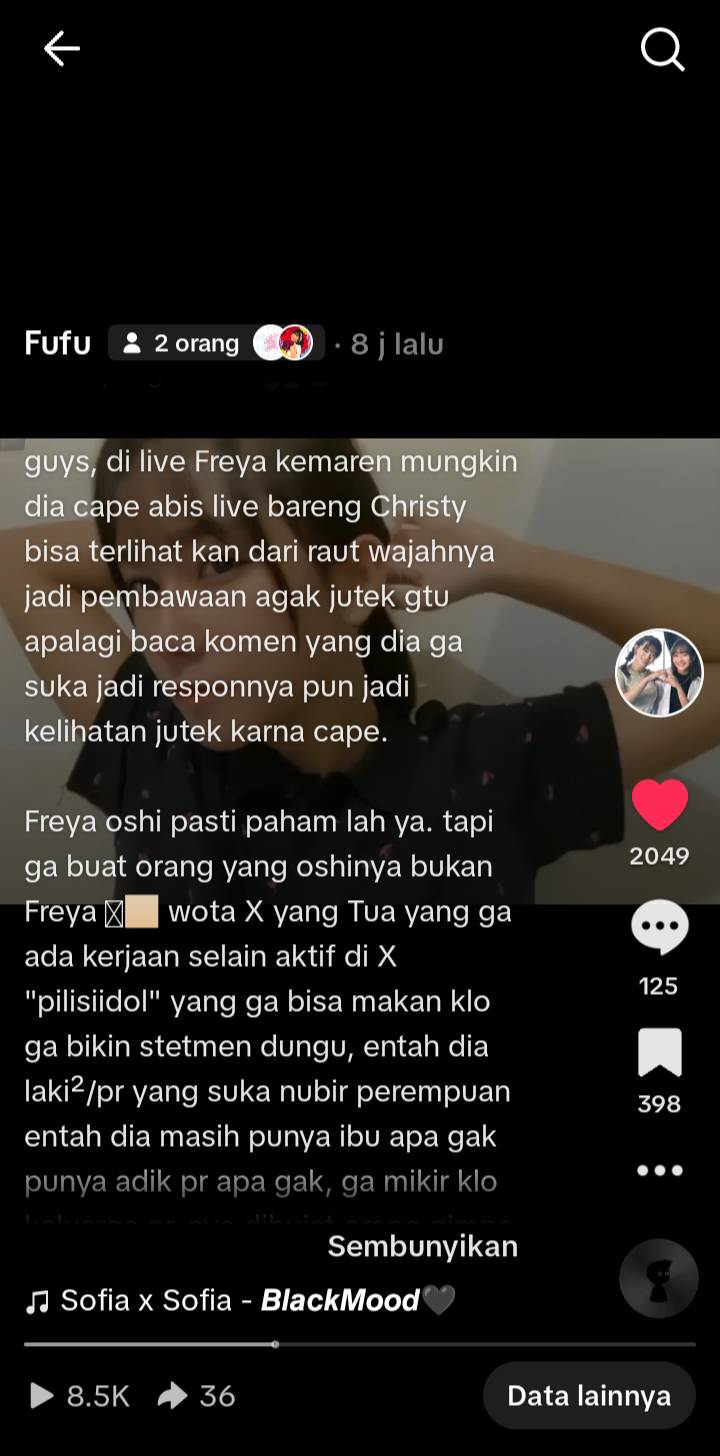 Fufu 2 orang · 8 j lalu
guys, di live Freya kemaren mungkin
dia cape abis live bareng Christy
bisa terlihat kan dari raut wajahnya
jadi pembawaan agak jutek gtu
apalagi baca komen yang dia ga
suka jadi responnya pun jadi
kelihatan jutek karna cape.
Freya oshi pasti paham lah ya. tapi
ga buat orang yang oshinya bukan
Freya wota X yang Tua yang ga
ada kerjaan selain aktif di X
"pilisiidol" yang ga bisa makan klo
ga bikin stetmen dungu, entah dia
laki²/pr yang suka nubir perempuan
entah dia masih punya ibu apa gak
punya adik pr apa gak, ga mikir klo
2049
125
398
Sembunyikan
Sofia x Sofia - BlackMood🖤
8.5K 36 Data lainnya